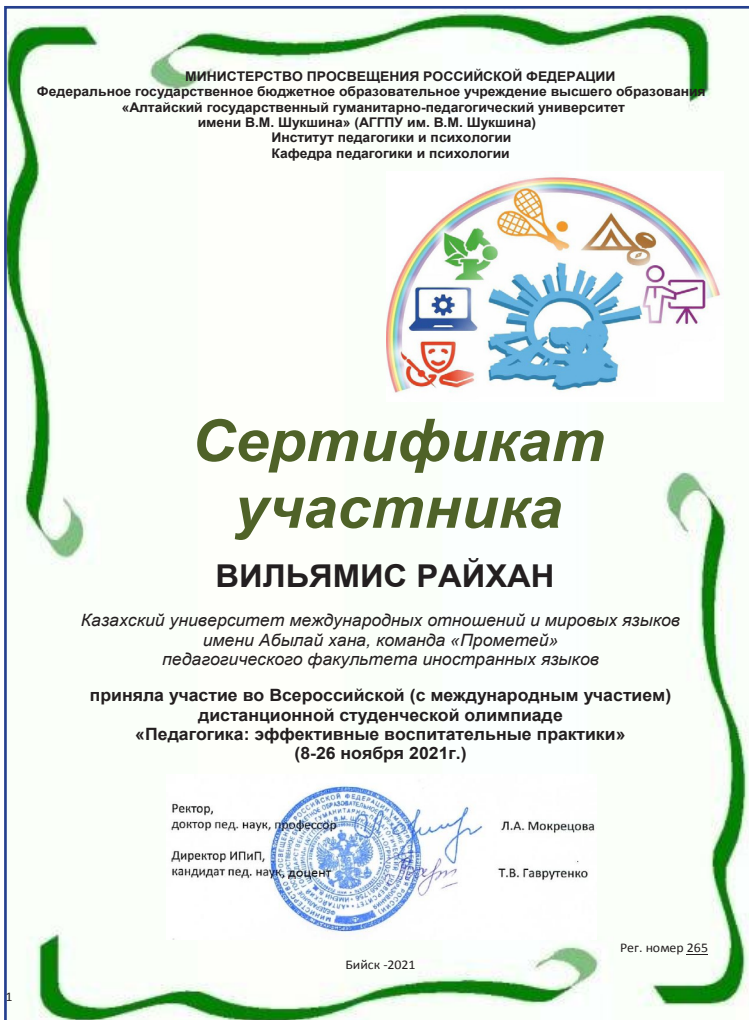 МИНИСТЕРСТВО ПРОСВЕЩЕНИЯ РОССИЙСКОЙ ФЕДЕРАЦИИ
Федеральное государственное бюджетное образовательное учреждение высшего образования
«Алтайский государственный гуманитарно-педагогический университет
имени В.М. Шукшина» (АГГПУ им. В.М. Шукшина)
Институт педагогики и психологии
Кафедра педагогики и психологии
Сертификат
участника
ВИЛЬЯМИС РАЙХАН
Казахский университет международных отношений и мировых языков
имени Абылай хана, команда «Прометей»
педагогического факультета иностранных языков
приняла участие во Всероссийской (с международным участием)
дистанционной студенческой олимпиаде
«Педагогика: эффективные воспитательные практики»
(8-26 ноября 2021г.)
Ректор,
доктор пед. наук, профессор
Л.А. Мокрецова
Директор ИПиП,
кандидат пед. наук, доцент
Т.В. Гаврутенко
Рег. номер 265
Бийск -2021
1